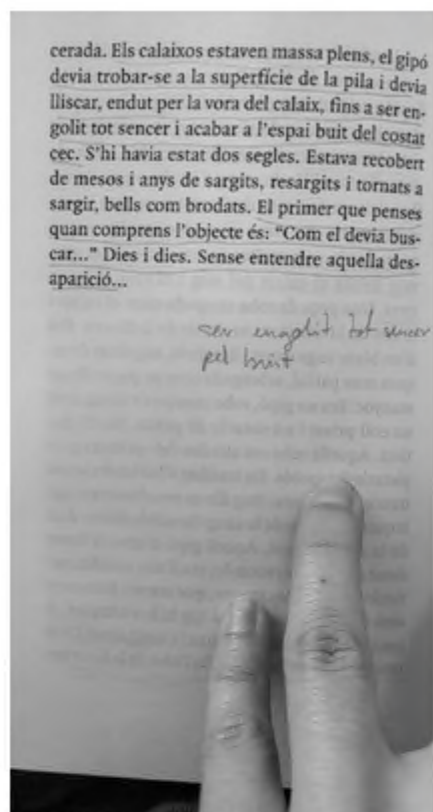 cerada. Els calaixos estaven massa plens, el gipó
devia trobar-se a la superfície de la pila i devia
lliscar, endut per la vora del calaix, fins a ser en-
golit tot sencer i acabar a l'espai buit del costat
cec. S'hi havia estat dos segles. Estava recobert
de mesos i anys de sargits, resargits i tornats a
sargir, bells com brodats. El primer que penses
quan comprens l'objecte és: “Com el devia bus-
car...” Dies i dies. Sense entendre aquella des-
aparició...
ser engolit tot sencer
pel buit